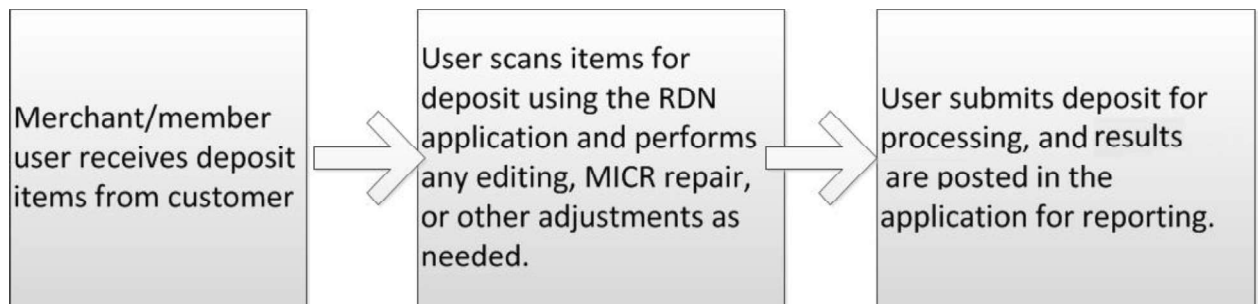 Merchant/member
user receives deposit
items from customer
User scans items for
deposit using the RDN
application and performs
any editing, MICR repair,
or other adjustments as
needed.
User submits deposit for
processing, and results
are posted in the
application for reporting.